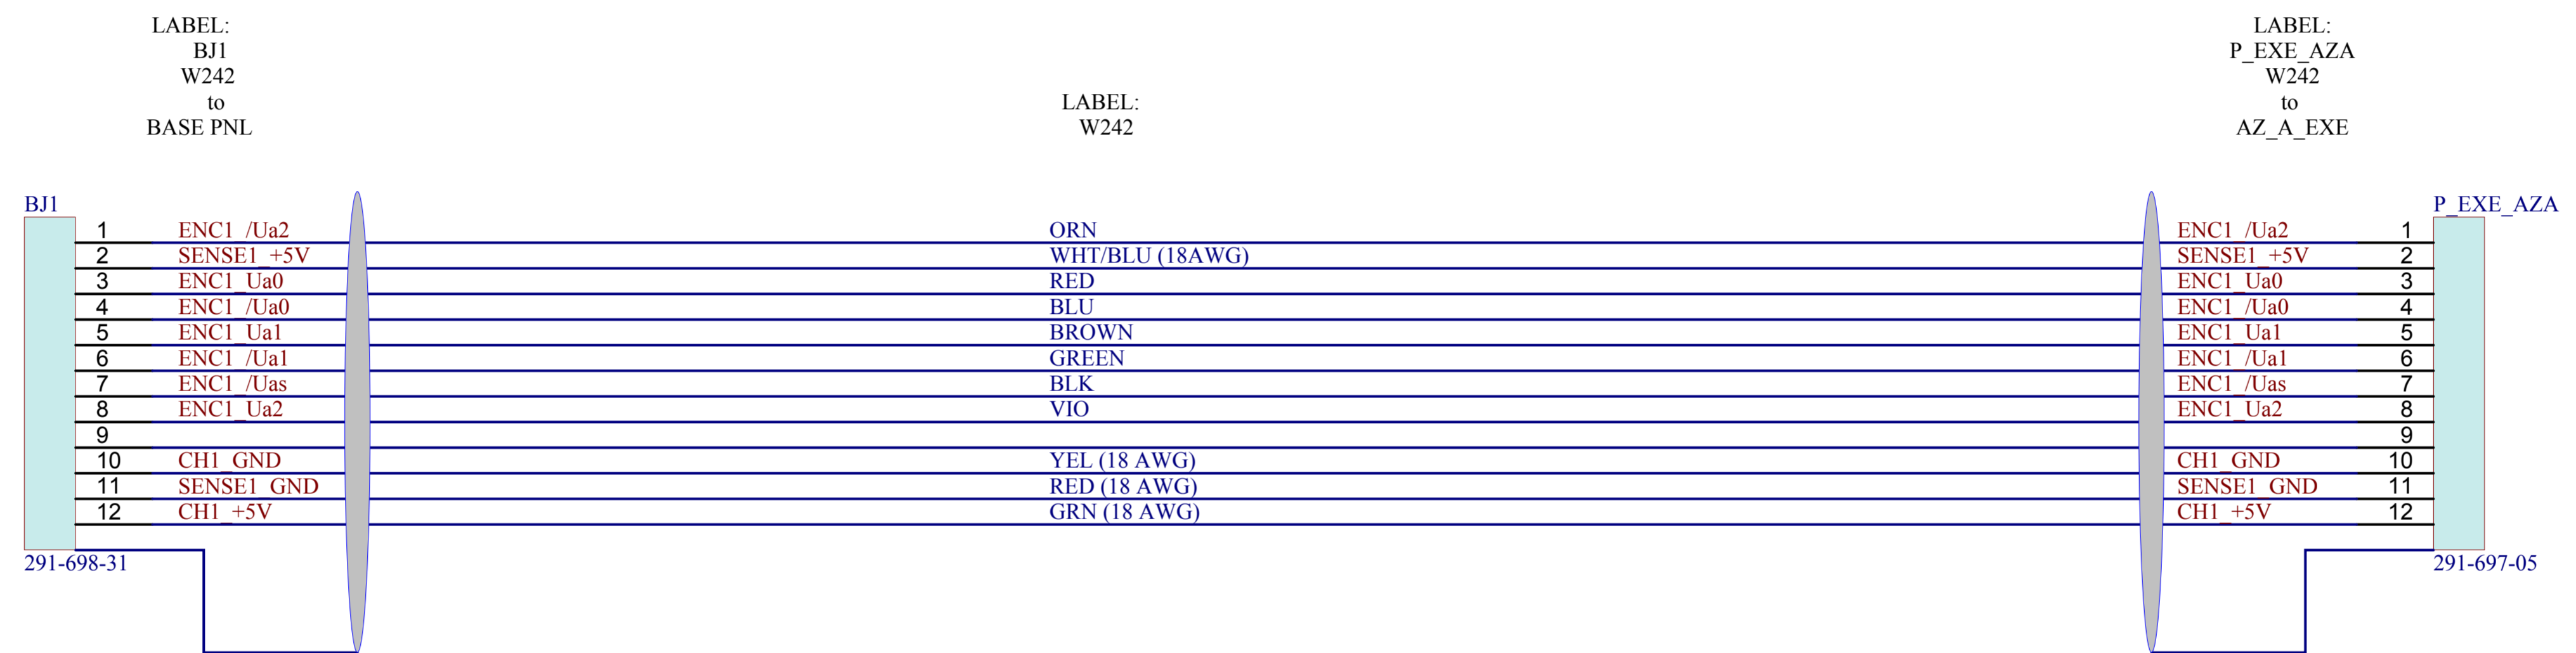 LABEL:
BJ1
W242
to
BASE PNL
LABEL:
W242
LABEL:
P_EXE_AZA
W242
to
AZ_A_EXE
BJ1
P_EXE_AZA
1 ENC1_/Ua2 ORN ENC1_/Ua2 1
2 SENSE1_+5V WHT/BLU (18AWG) SENSE1_+5V 2
3 ENC1_Ua0 RED ENC1_Ua0 3
4 ENC1_/Ua0 BLU ENC1_/Ua0 4
5 ENC1_Ua1 BROWN ENC1_Ua1 5
6 ENC1_/Ua1 GREEN ENC1_/Ua1 6
7 ENC1_/Uas BLK ENC1_/Uas 7
8 ENC1_Ua2 VIO ENC1_Ua2 8
9 9
10 CH1_GND YEL (18 AWG) CH1_GND 10
11 SENSE1_GND RED (18 AWG) SENSE1_GND 11
12 CH1_+5V GRN (18 AWG) CH1_+5V 12
291-698-31
291-697-05